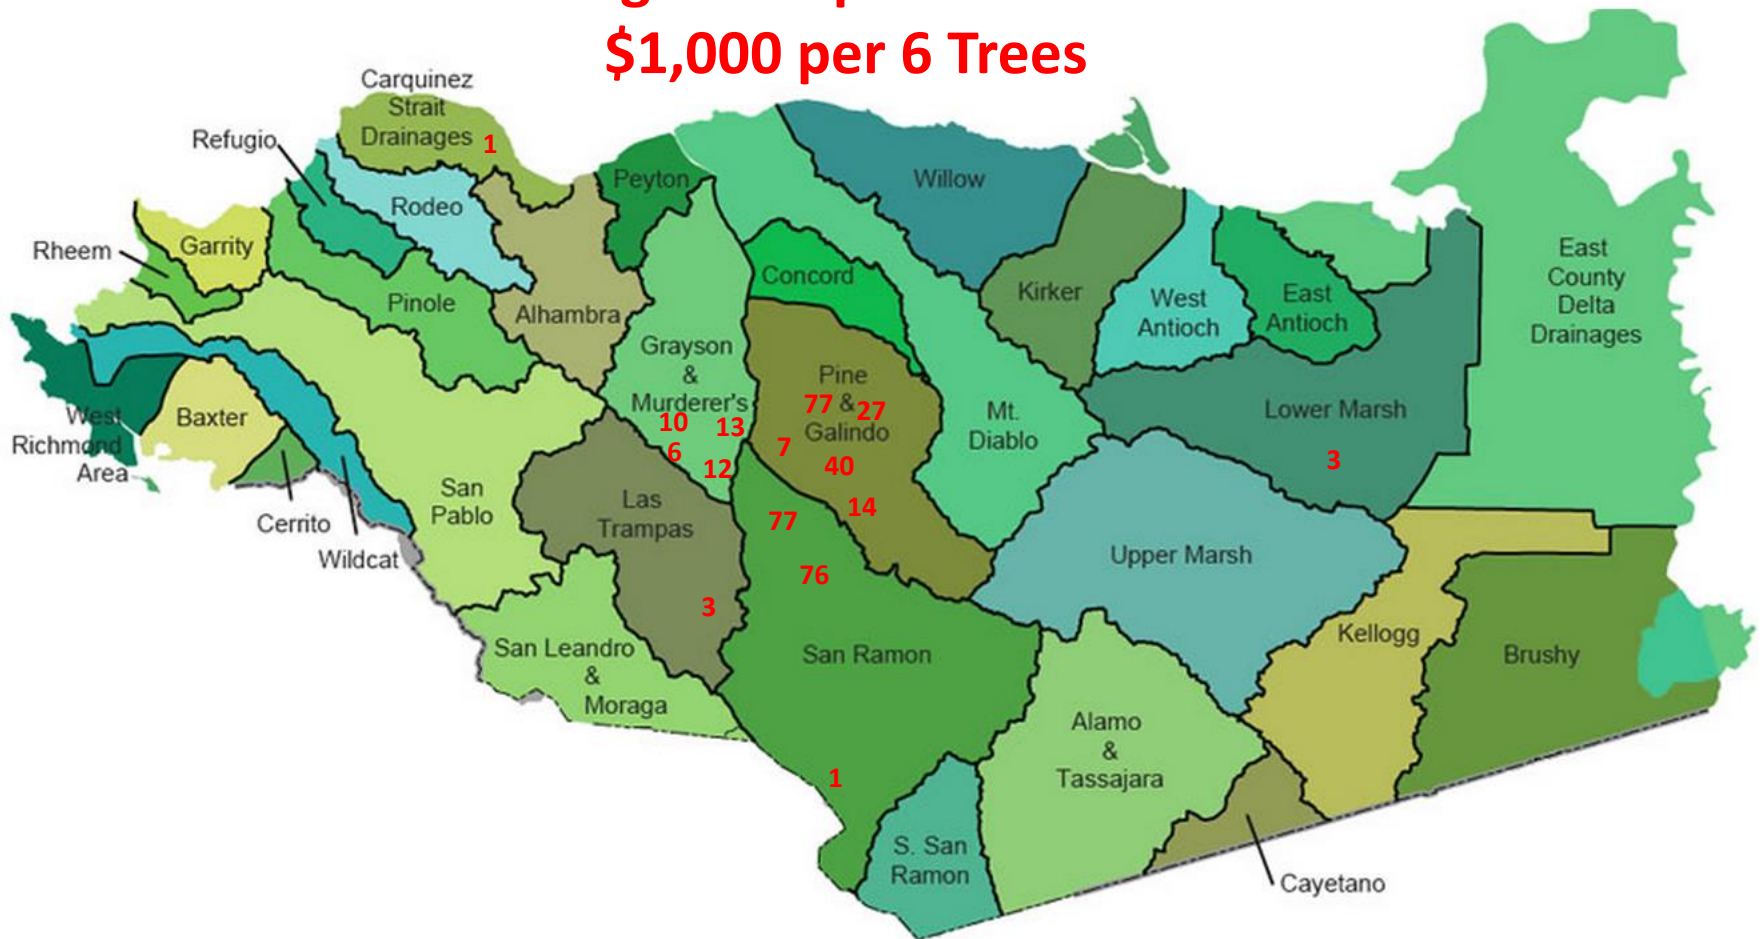 $1,000 per 6 Trees
Carquinez
Strait
Drainages
1
Refugio
Rodeo
Peyton
Willow
Garrity
Rheem
Pinole
Alhambra
Concord
Kirker
West
Antioch
East
Antioch
East
County
Delta
Drainages
Grayson
&
Murderer's
10
13
6
12
Pine
77 & 27
Galindo
7
40
14
Mt.
Diablo
Lower Marsh
3
West
Richmond
Area
Baxter
Cerrito
Wildcat
San
Pablo
Las
Trampas
3
77
76
San Ramon
1
Upper Marsh
Kellogg
Brushy
San Leandro
&
Moraga
Alamo
&
Tassajara
S. San
Ramon
Cayetano